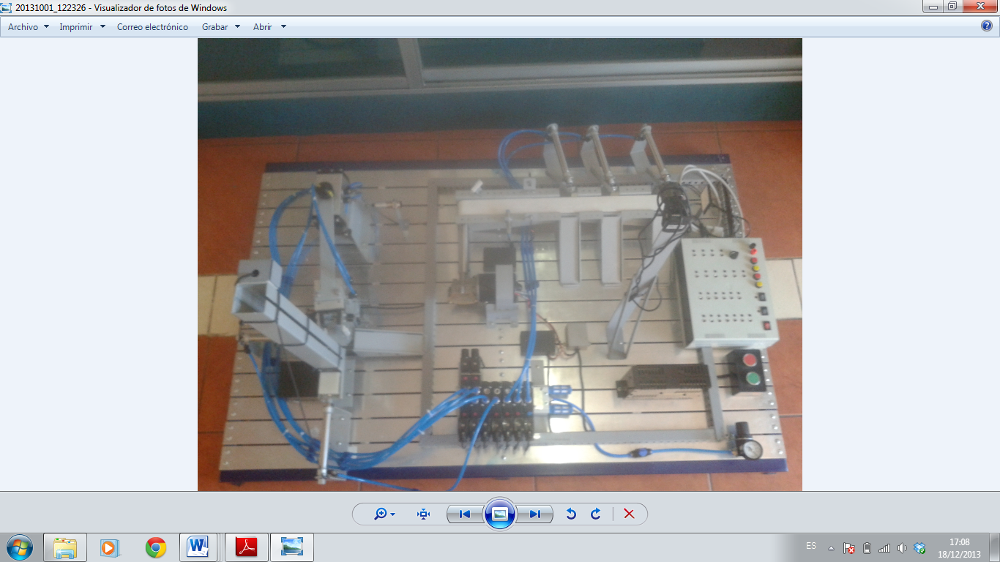 20131001_122326 - Visualizador de fotos de Windows
Archivo Imprimir Correo electrónico Grabar Abrir
ES
17:08
18/12/2013